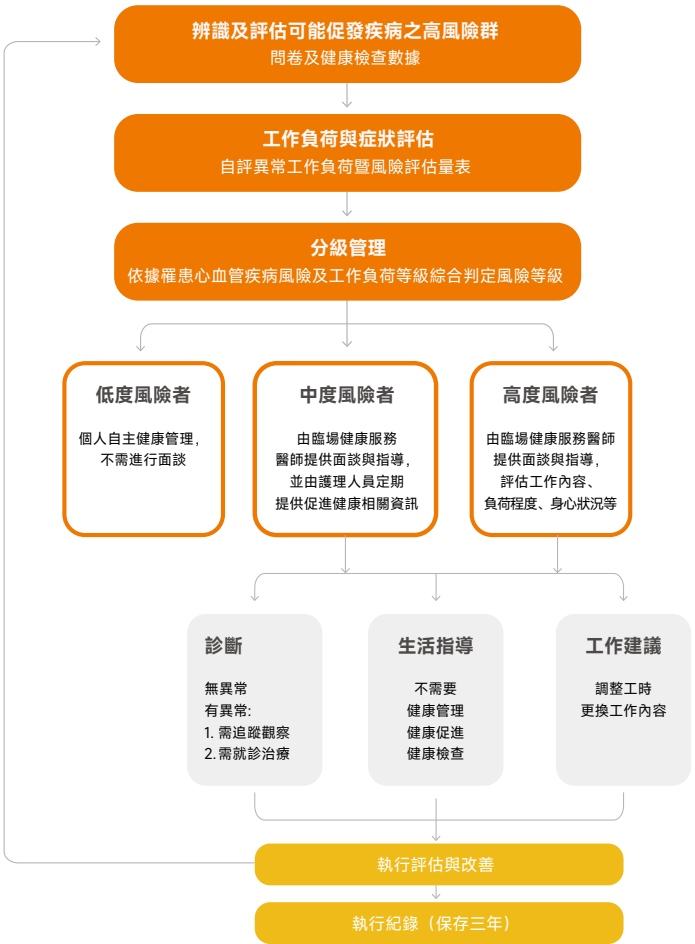 辨識及評估可能促發疾病之高風險群
問卷及健康檢查數據
工作負荷與症狀評估
自評異常工作負荷暨風險評估量表
分級管理
依據罹患心血管疾病風險及工作負荷等級綜合判定風險等級
低度風險者
個人自主健康管理，
不需進行面談
中度風險者
由臨場健康服務
醫師提供面談與指導，
並由護理人員定期
提供促進健康相關資訊
高度風險者
由臨場健康服務醫師
提供面談與指導，
評估工作內容、
負荷程度、身心狀況等
診斷
無異常
有異常:
1. 需追蹤觀察
2. 需就診治療
生活指導
不需要
健康管理
健康促進
健康檢查
工作建議
調整工時
更換工作內容
執行評估與改善
執行紀錄（保存三年）